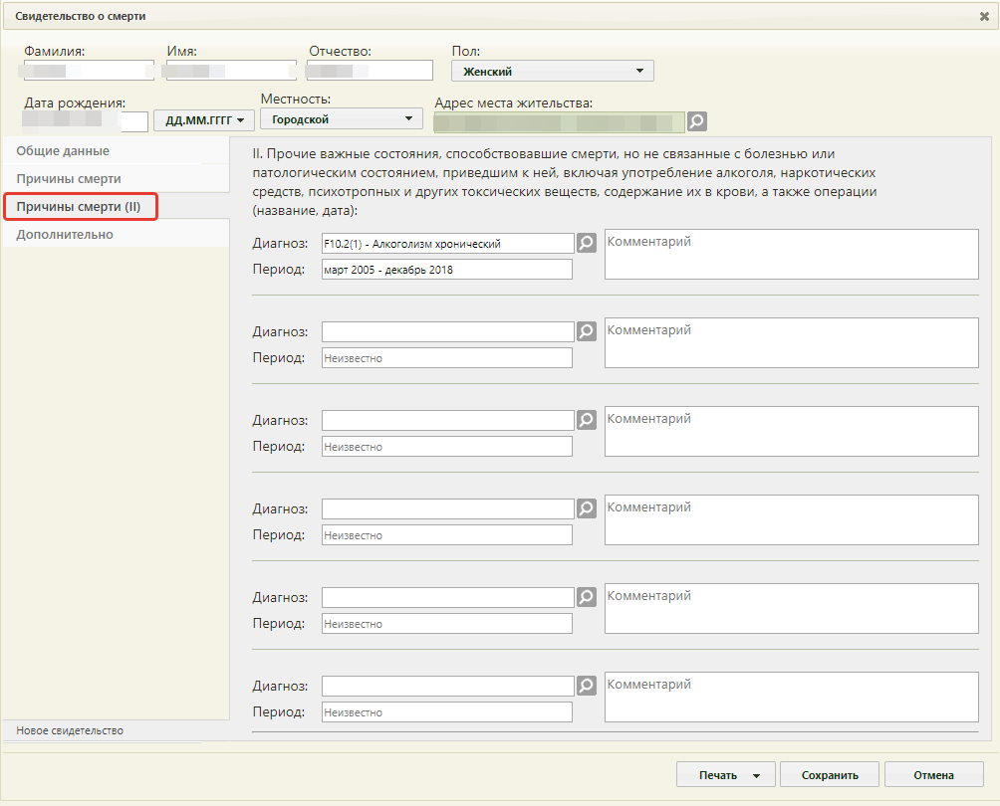 Свидетельство о смерти
Фамилия: Имя: Отчество: Пол:
Женский
Дата рождения: Местность: Адрес места жительства:
ДД.ММ.ГГГГ Городской
Общие данные
Причины смерти
Причины смерти (II)
Дополнительно
II. Прочие важные состояния, способствовавшие смерти, но не связанные с болезнью или
патологическим состоянием, приведшим к ней, включая употребление алкоголя, наркотических
средств, психотропных и других токсических веществ, содержание их в крови, а также операции
(название, дата):
Диагноз: F10.2(1) - Алкоголизм хронический Комментарий
Период: март 2005 - декабрь 2018
Диагноз: Комментарий
Период: Неизвестно
Диагноз: Комментарий
Период: Неизвестно
Диагноз: Комментарий
Период: Неизвестно
Диагноз: Комментарий
Период: Неизвестно
Диагноз: Комментарий
Период: Неизвестно
Новое свидетельство
Печать Сохранить Отмена